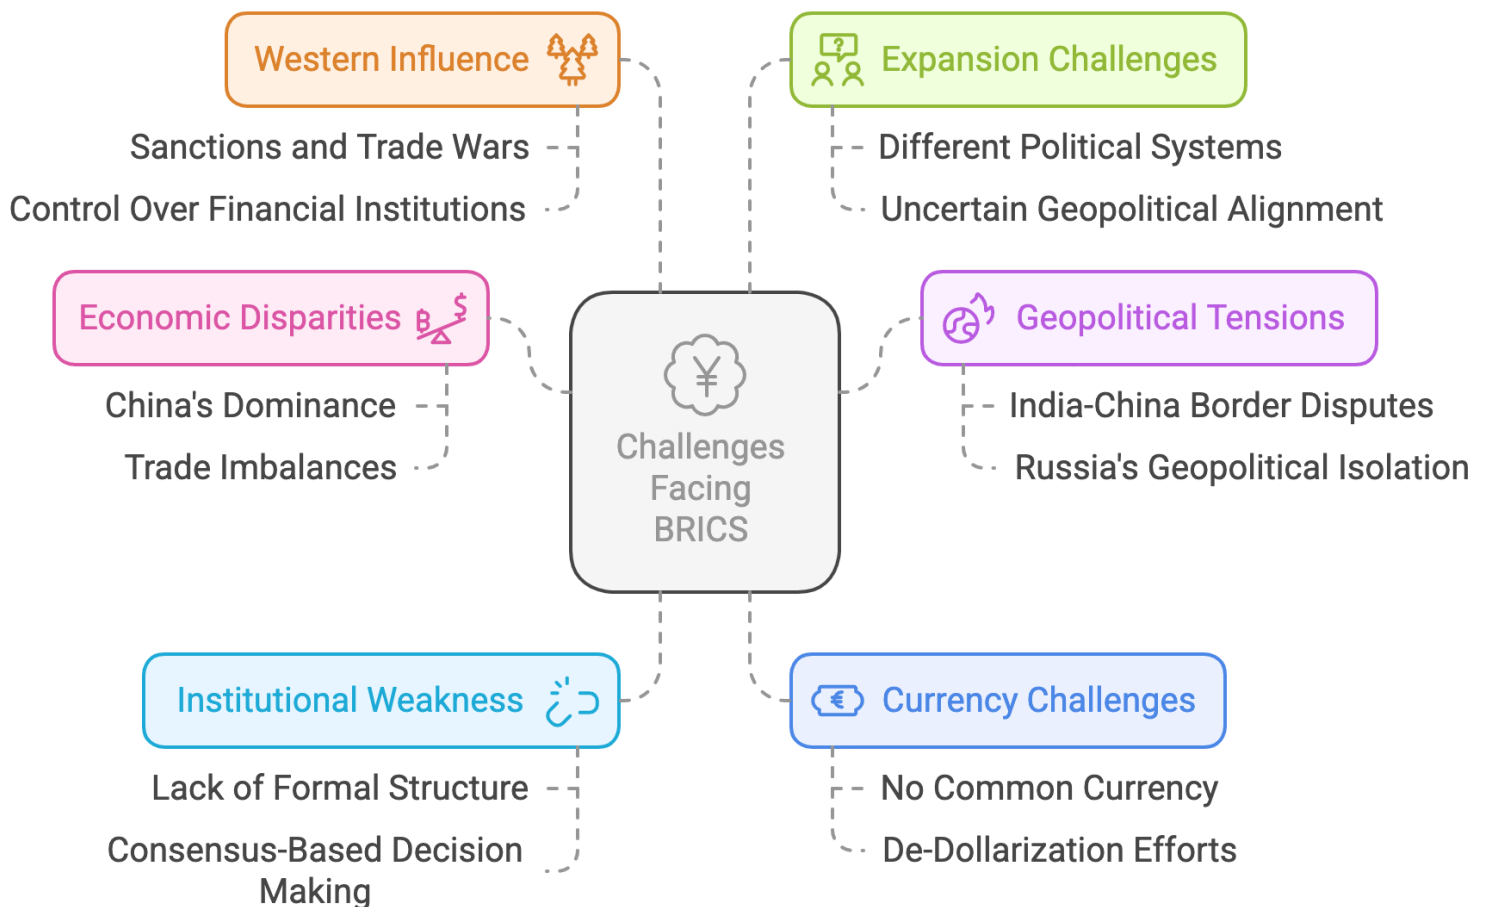 Western Influence
Sanctions and Trade Wars
Control Over Financial Institutions
Expansion Challenges
?
Different Political Systems
Uncertain Geopolitical Alignment
Economic Disparities
B $
China's Dominance
Trade Imbalances
¥
Challenges
Facing
BRICS
Geopolitical Tensions
India-China Border Disputes
Russia's Geopolitical Isolation
Institutional Weakness
Lack of Formal Structure
Consensus-Based Decision
Making
€
Currency Challenges
No Common Currency
De-Dollarization Efforts